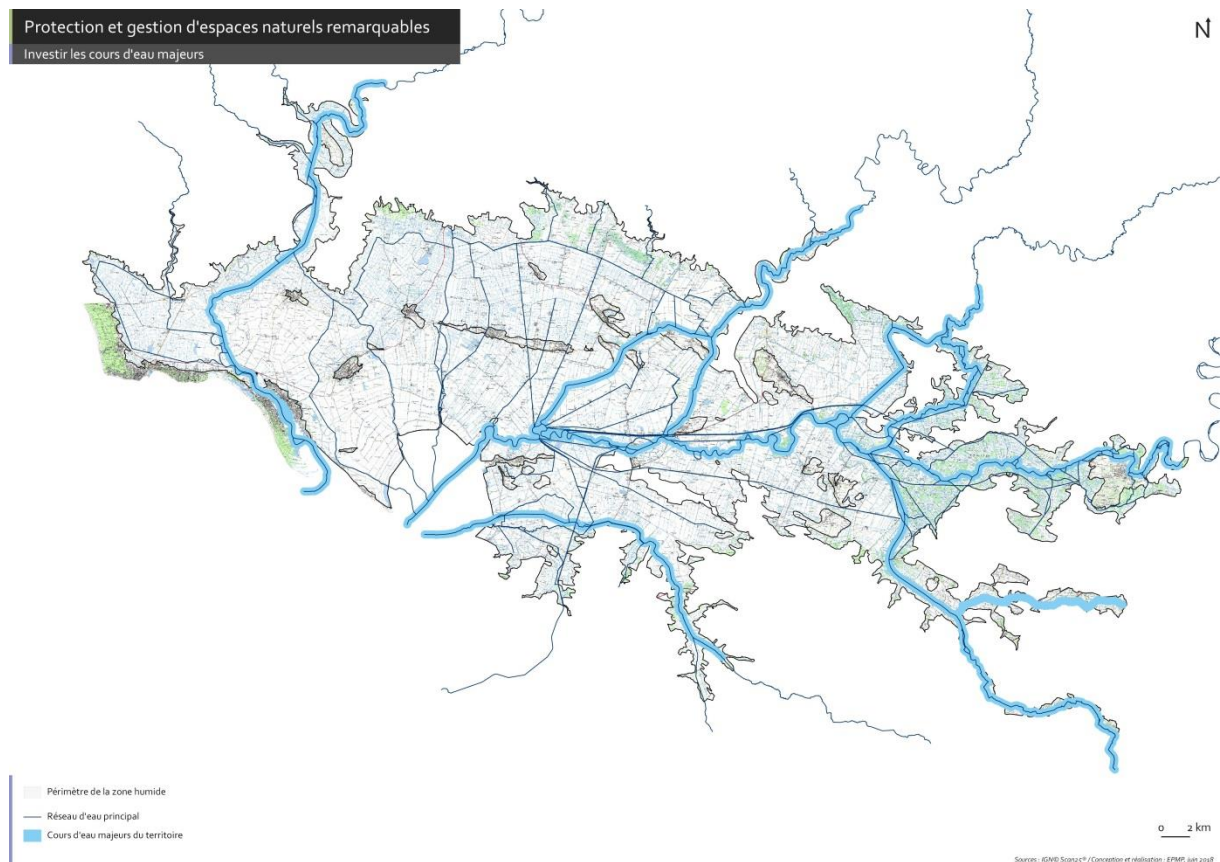 Protection et gestion d'espaces naturels remarquables
Investir les cours d'eau majeurs
N
Périmètre de la zone humide
Réseau d'eau principal
Cours d'eau majeurs du territoire
0 2 km
Sources : IGN© Scan25® / Conception et réalisation : EPMP, juin 2018